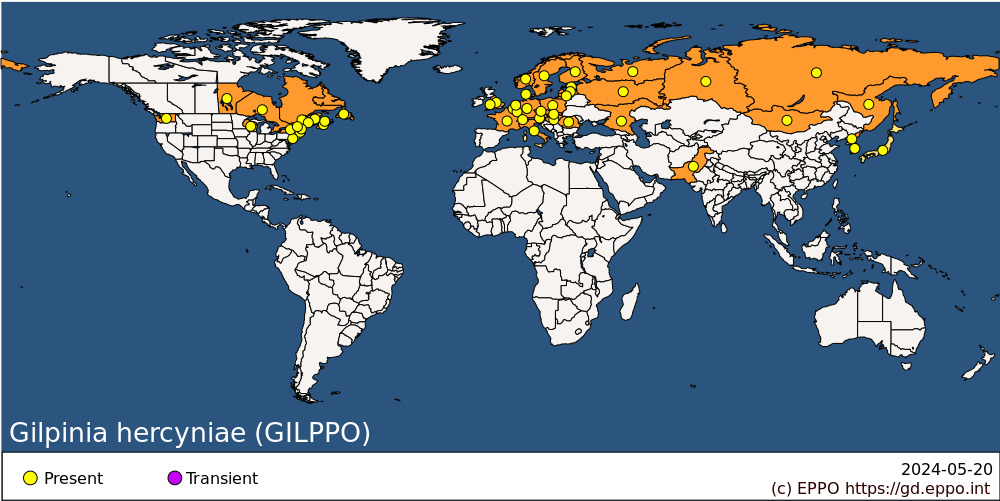 Gilpinia hercyniae (GILPPO)
Present
Transient
2024-05-20
(c) EPPO https://gd.eppo.int